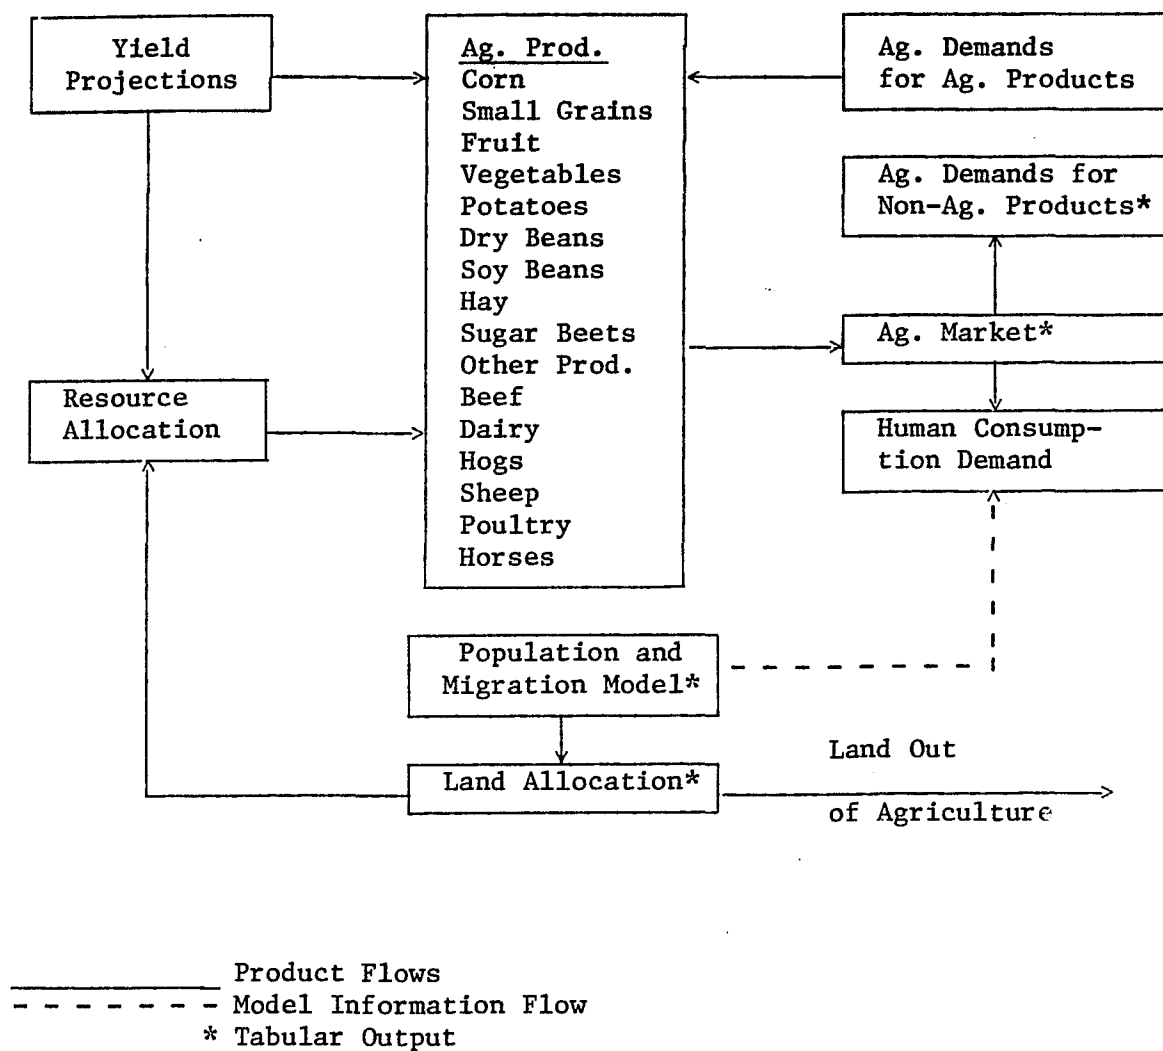 Yield
Projections
Ag. Prod.
Corn
Small Grains
Fruit
Vegetables
Potatoes
Dry Beans
Soy Beans
Hay
Sugar Beets
Other Prod.
Beef
Dairy
Hogs
Sheep
Poultry
Horses
Ag. Demands
for Ag. Products
Ag. Demands for
Non-Ag. Products*
Ag. Market*
Human Consump-
tion Demand
Resource
Allocation
Population and
Migration Model*
Land Allocation*
Land Out
of Agriculture
Product Flows
Model Information Flow
* Tabular Output